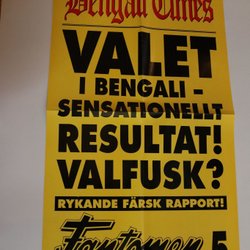 Bengali Times
VALET
I BENGALI -
SENSATIONELLT
RESULTAT!
VALFUSK?
RYKANDE FÄRSK RAPPORT!
Fantomen 5